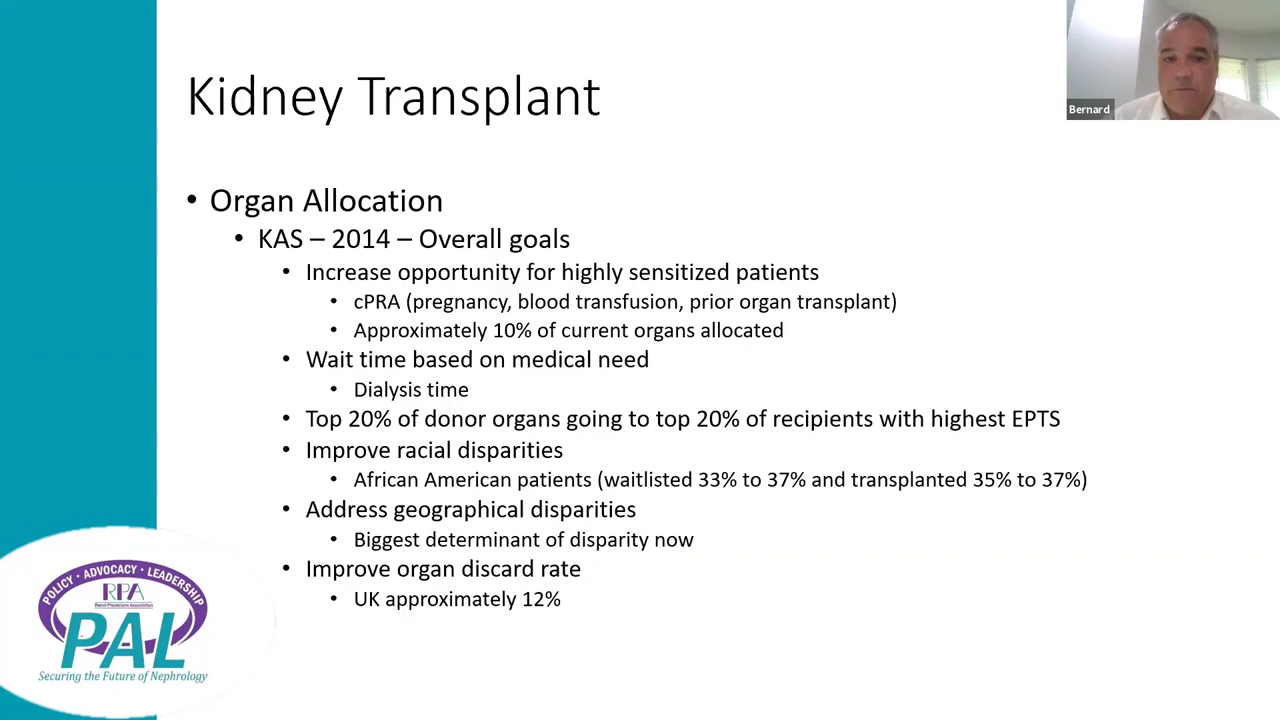 Kidney Transplant
Bernard
• Organ Allocation
• KAS – 2014 – Overall goals
• Increase opportunity for highly sensitized patients
• cPRA (pregnancy, blood transfusion, prior organ transplant)
• Approximately 10% of current organs allocated
• Wait time based on medical need
• Dialysis time
• Top 20% of donor organs going to top 20% of recipients with highest EPTS
• Improve racial disparities
• African American patients (waitlisted 33% to 37% and transplanted 35% to 37%)
• Address geographical disparities
• Biggest determinant of disparity now
• Improve organ discard rate
• UK approximately 12%
POLICY · ADVOCACY · LEADERSHIP
RPA
Renal Physicians Association
PAL
Securing the Future of Nephrology